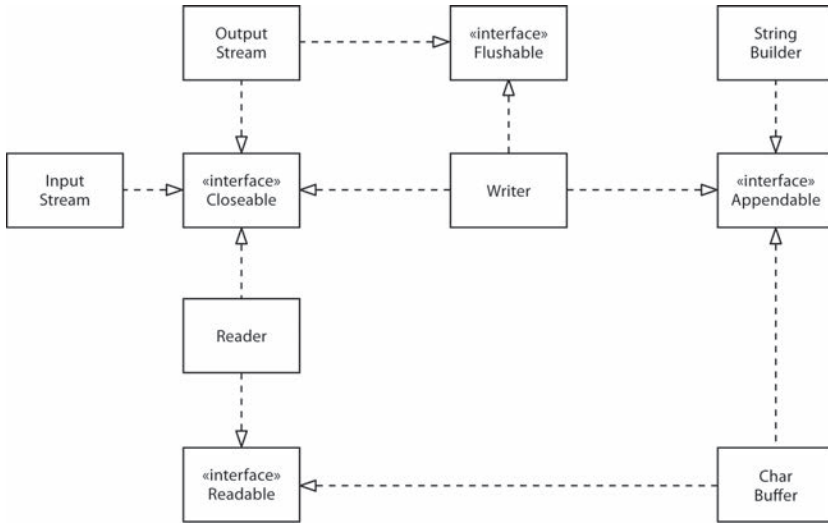 Output
Stream
«interface»
Flushable
String
Builder
Input
Stream
«interface»
Closeable
Writer
«interface»
Appendable
Reader
«interface»
Readable
Char
Buffer